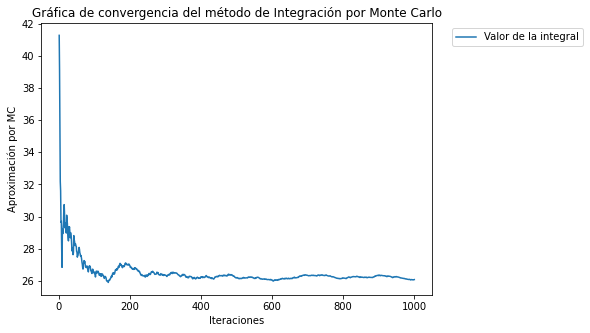 Gráfica de convergencia del método de Integración por Monte Carlo
Valor de la integral
Aproximación por MC
42
40
38
36
34
32
30
28
26
0 200 400 600 800 1000
Iteraciones